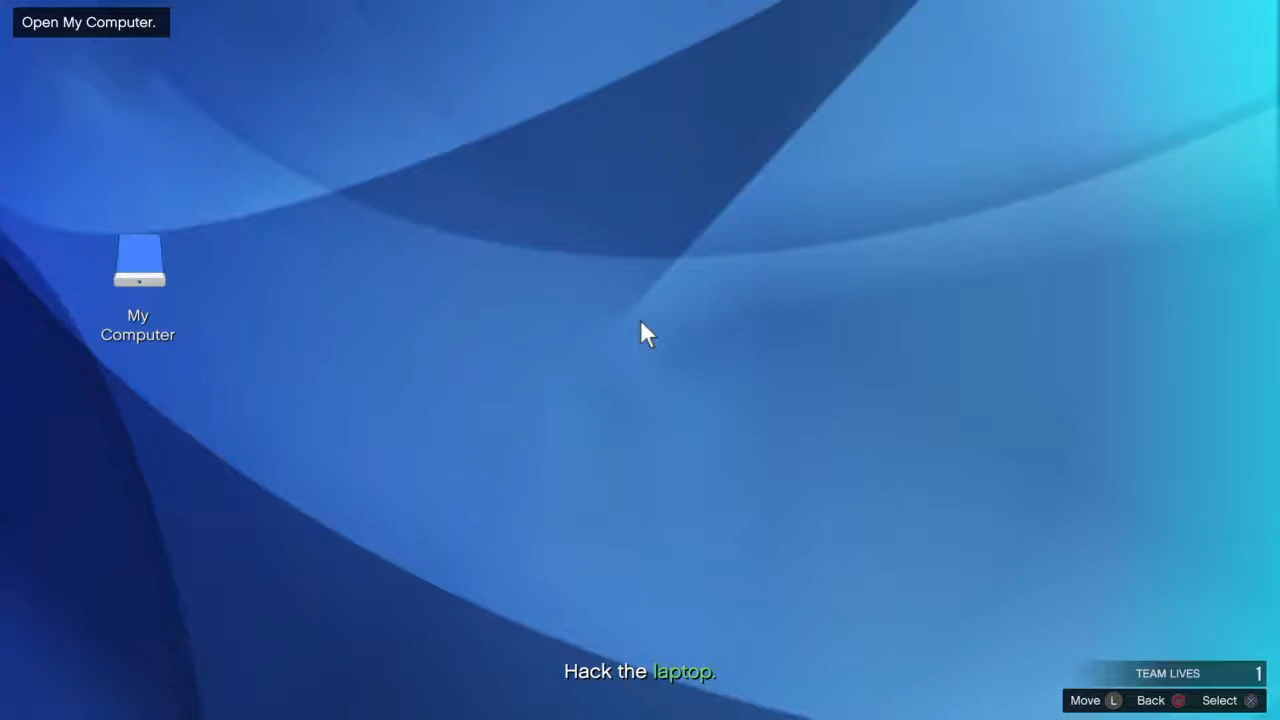 Open My Computer.
My
Computer
Hack the laptop.
TEAM LIVES 1
Move L Back Select